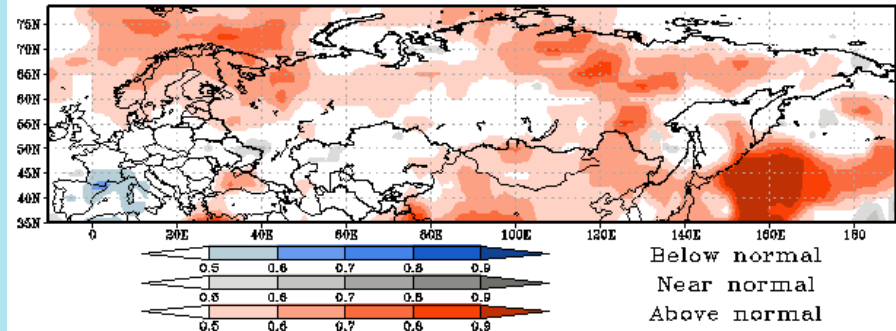 75N
70N
65N
60N
55N
50N
45N
40N
35N
0 20E 40E 60E 80E 100E 120E 140E 160E 180
0.5 0.6 0.7 0.8 0.9 Below normal
0.5 0.6 0.7 0.8 0.9 Near normal
0.5 0.6 0.7 0.8 0.9 Above normal